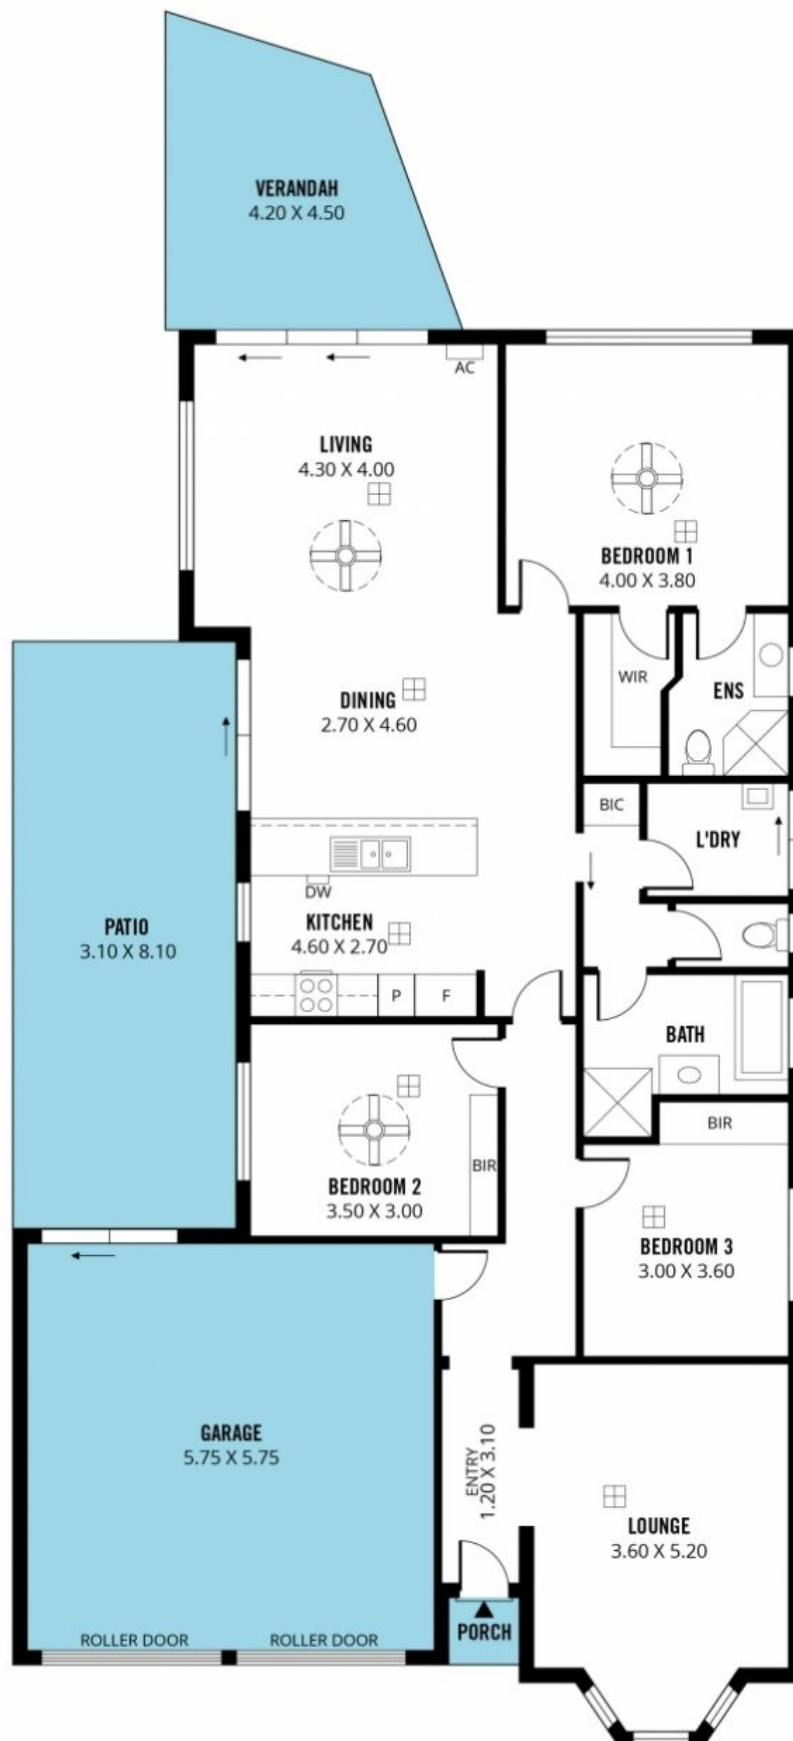 VERANDAH
4.20 X 4.50
AC
LIVING
4.30 X 4.00
BEDROOM 1
4.00 X 3.80
WIR
ENS
DINING
2.70 X 4.60
BIC
L'DRY
DW
KITCHEN
4.60 X 2.70
PATIO
3.10 X 8.10
P
F
BATH
BIR
BIR
BEDROOM 2
3.50 X 3.00
BEDROOM 3
3.00 X 3.60
GARAGE
5.75 X 5.75
ENTRY
1.20 X 3.10
LOUNGE
3.60 X 5.20
ROLLER DOOR
ROLLER DOOR
PORCH